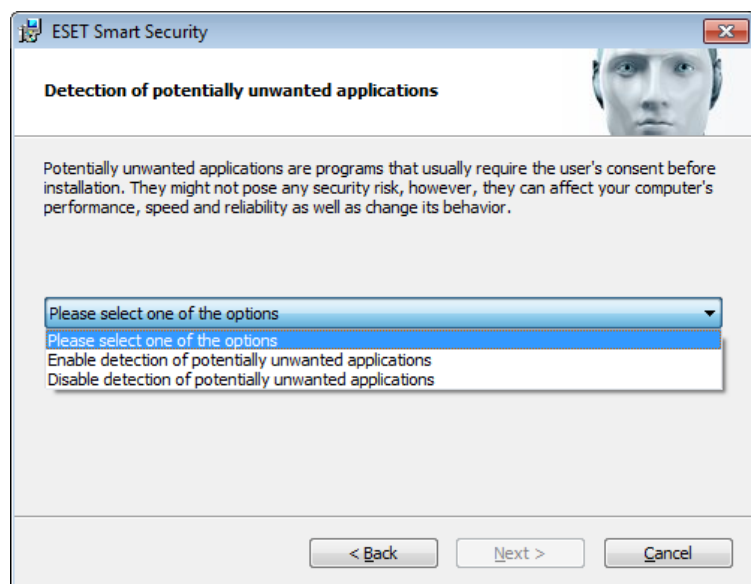 ESET Smart Security
Detection of potentially unwanted applications
Potentially unwanted applications are programs that usually require the user's consent before
installation. They might not pose any security risk, however, they can affect your computer's
performance, speed and reliability as well as change its behavior.
Please select one of the options
Please select one of the options
Enable detection of potentially unwanted applications
Disable detection of potentially unwanted applications
< Back Next > Cancel